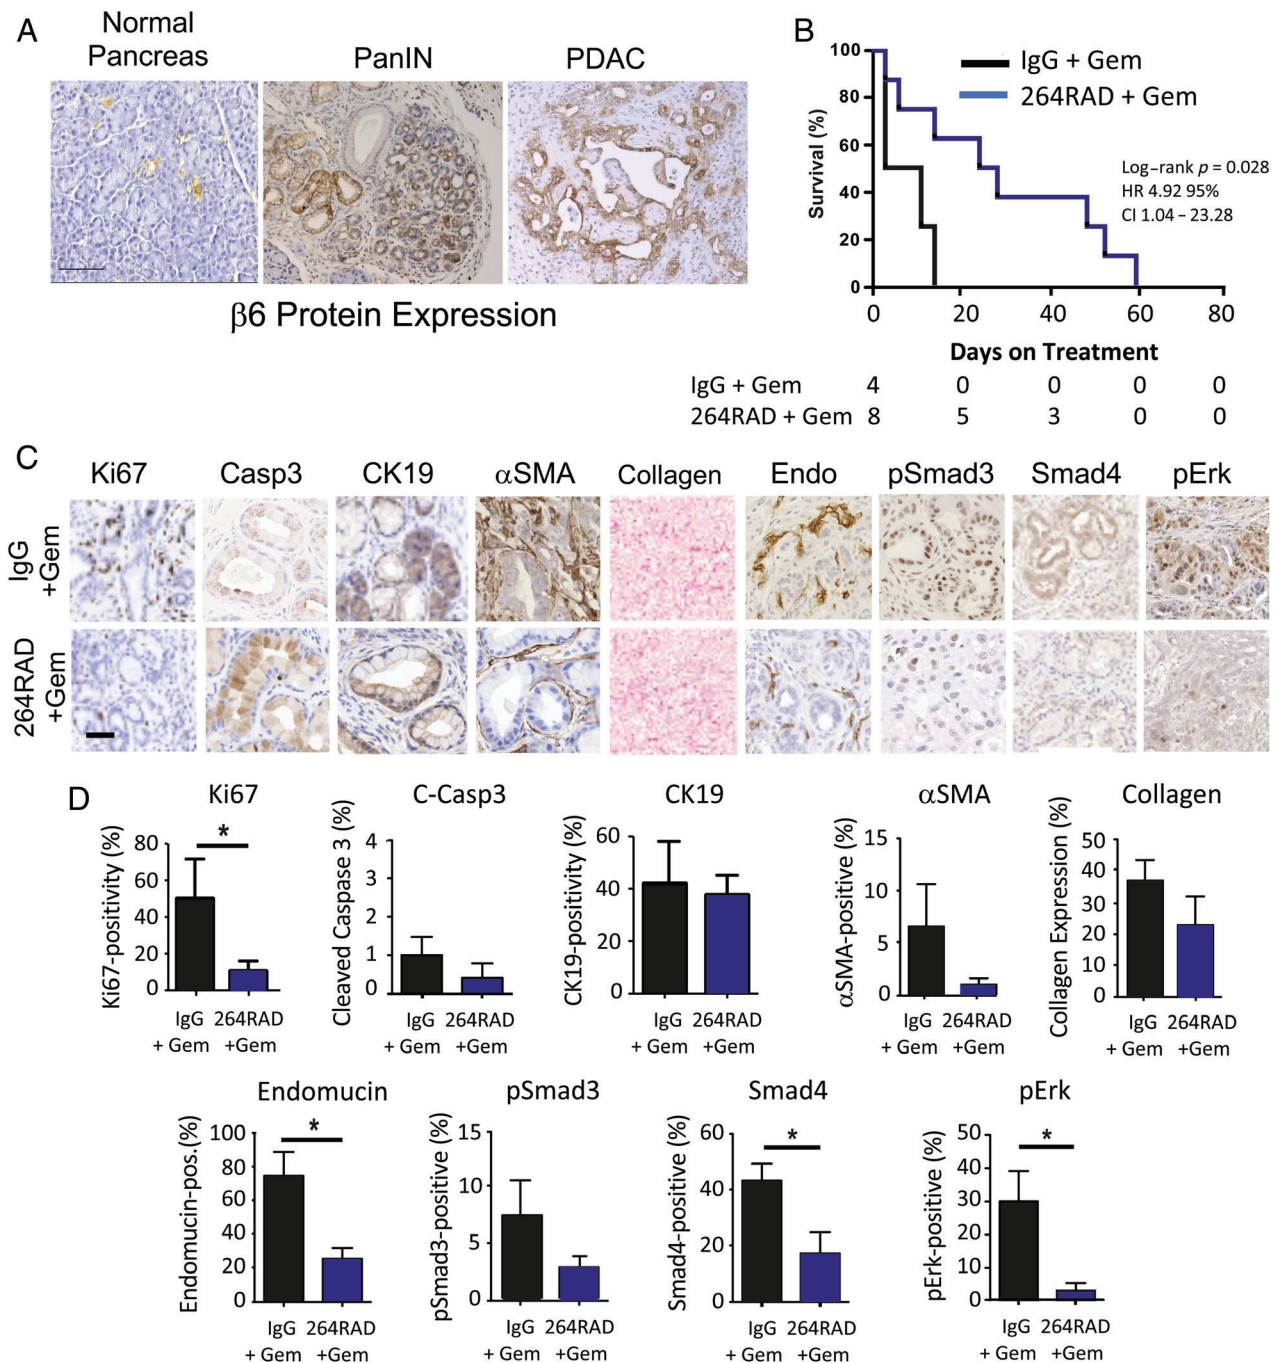 A
Normal
Pancreas
PanIN
PDAC
β6 Protein Expression
B
Survival (%)
100
80
60
40
20
0
IgG + Gem
264RAD + Gem
Log–rank p = 0.028
HR 4.92 95%
CI 1.04 – 23.28
0 20 40 60 80
Days on Treatment
IgG + Gem 4 0 0 0 0
264RAD + Gem 8 5 3 0 0
C
Ki67 Casp3 CK19 αSMA Collagen Endo pSmad3 Smad4 pErk
IgG
+Gem
264RAD
+Gem
D
Ki67
Ki67-positivity (%)
80
60
40
20
0
*
IgG 264RAD
+ Gem +Gem
C-Casp3
Cleaved Caspase 3 (%)
4
3
2
1
0
IgG 264RAD
+ Gem +Gem
CK19
CK19-positivity (%)
60
40
20
0
IgG 264RAD
+ Gem +Gem
αSMA
αSMA-positive (%)
15
10
5
0
IgG 264RAD
+ Gem +Gem
Collagen
Collagen Expression (%)
50
40
30
20
10
0
IgG 264RAD
+ Gem +Gem
Endomucin
Endomucin-pos.(%)
100
80
60
40
20
0
*
IgG 264RAD
+ Gem +Gem
pSmad3
pSmad3-positive (%)
15
10
5
0
IgG 264RAD
+ Gem +Gem
Smad4
Smad4-positive (%)
60
40
20
0
*
IgG 264RAD
+ Gem +Gem
pErk
pErk-positive (%)
50
40
30
20
10
0
*
IgG 264RAD
+ Gem +Gem